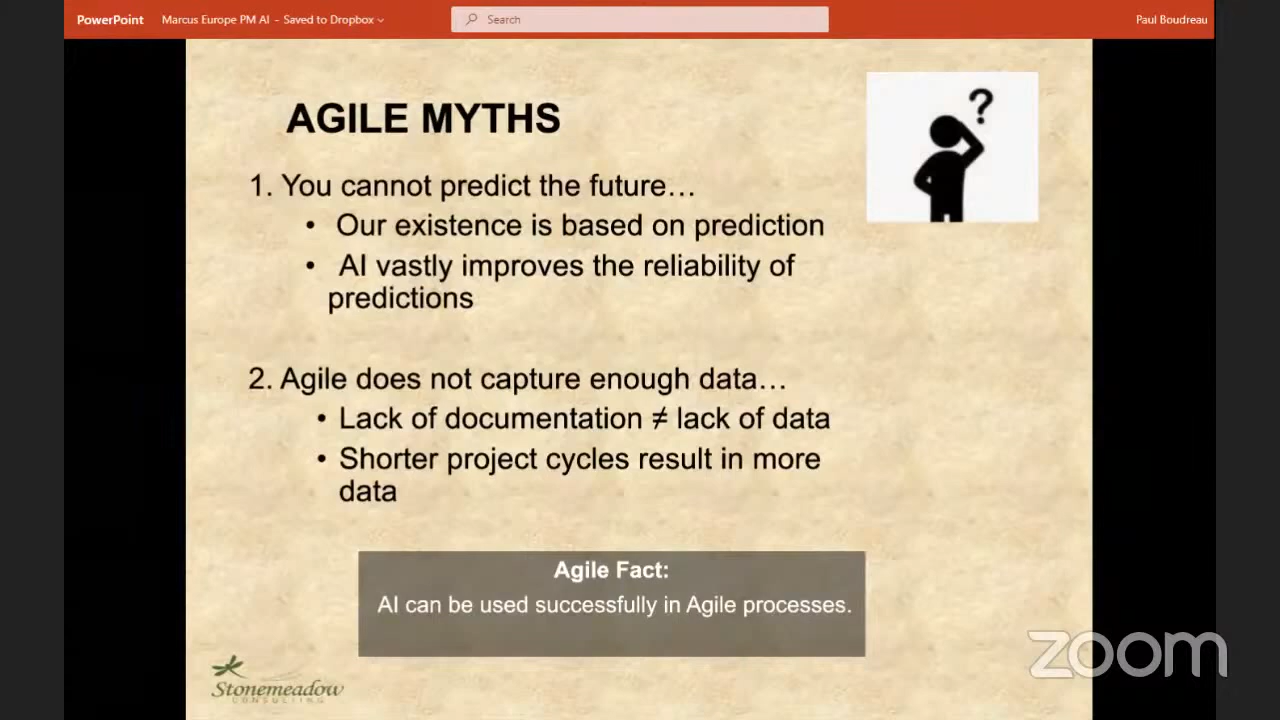 PowerPoint Marcus Europe PM AI - Saved to Dropbox Search Paul Boudreau
AGILE MYTHS
?
1. You cannot predict the future…
• Our existence is based on prediction
• AI vastly improves the reliability of
predictions
2. Agile does not capture enough data…
• Lack of documentation ≠ lack of data
• Shorter project cycles result in more
data
Agile Fact:
AI can be used successfully in Agile processes.
Stonemeadow
CONSULTING
zoom